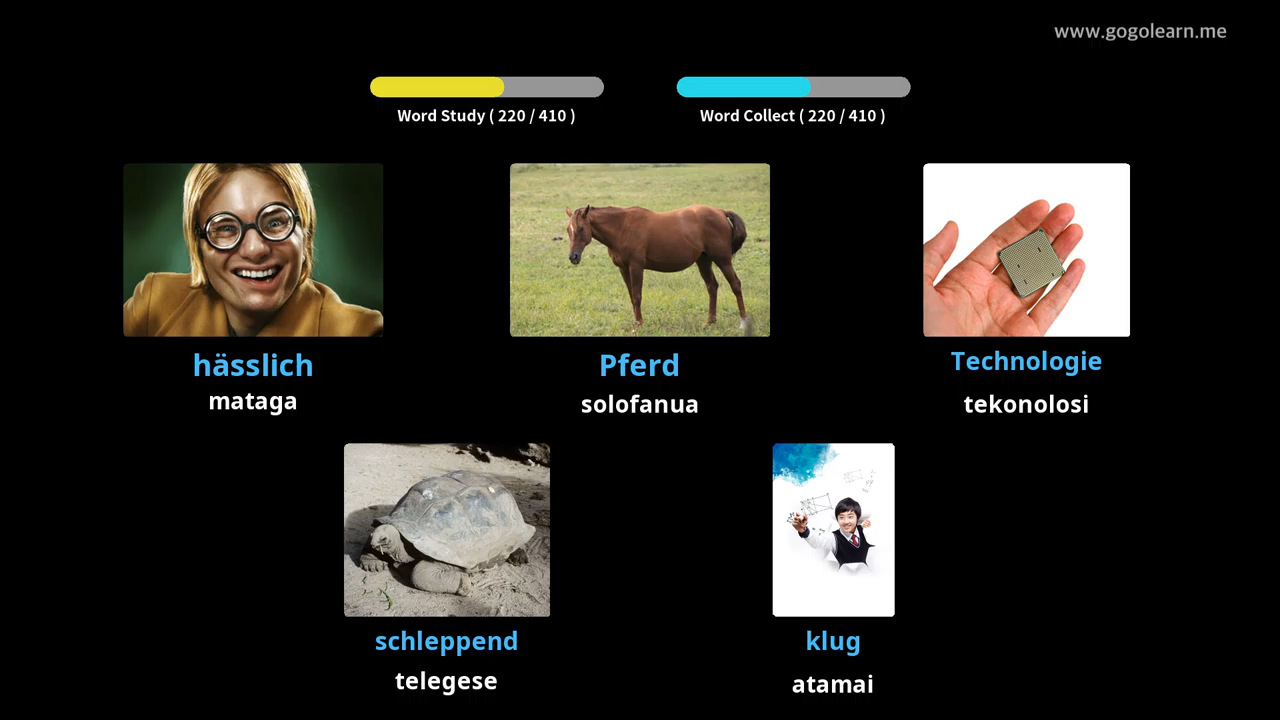 www.gogolearn.me
Word Study ( 220 / 410 )
Word Collect ( 220 / 410 )
hässlich
mataga
Pferd
solofanua
Technologie
tekonolosi
schleppend
telegese
klug
atamai